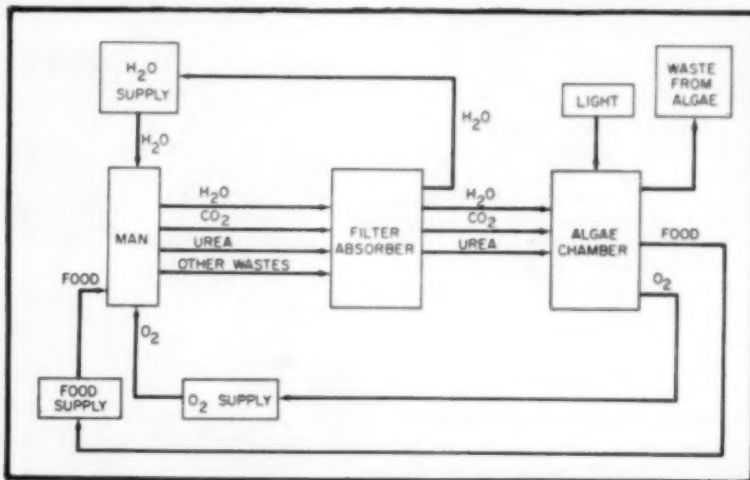 H2O
SUPPLY
H2O
MAN
FOOD
O2
FOOD
SUPPLY
O2 SUPPLY
H2O
CO2
UREA
OTHER WASTES
FILTER
ABSORBER
H2O
H2O
CO2
UREA
LIGHT
ALGAE
CHAMBER
WASTE
FROM
ALGAE
FOOD
O2